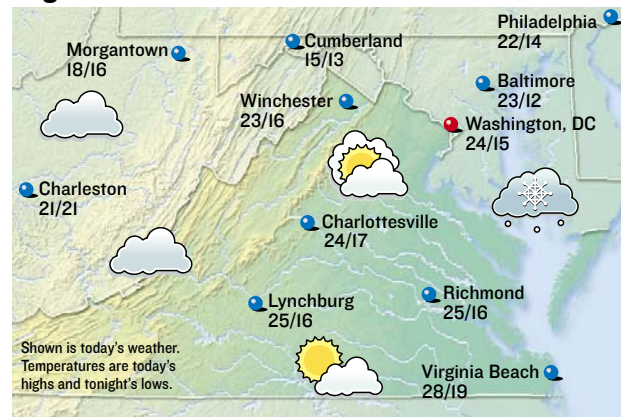 Philadelphia
22/14
Morgantown
18/16
Cumberland
15/13
Baltimore
23/12
Winchester
23/16
Washington, DC
24/15
Charleston
21/21
Charlottesville
24/17
Lynchburg
25/16
Richmond
25/16
Shown is today's weather.
Temperatures are today's
highs and tonight's lows.
Virginia Beach
28/19